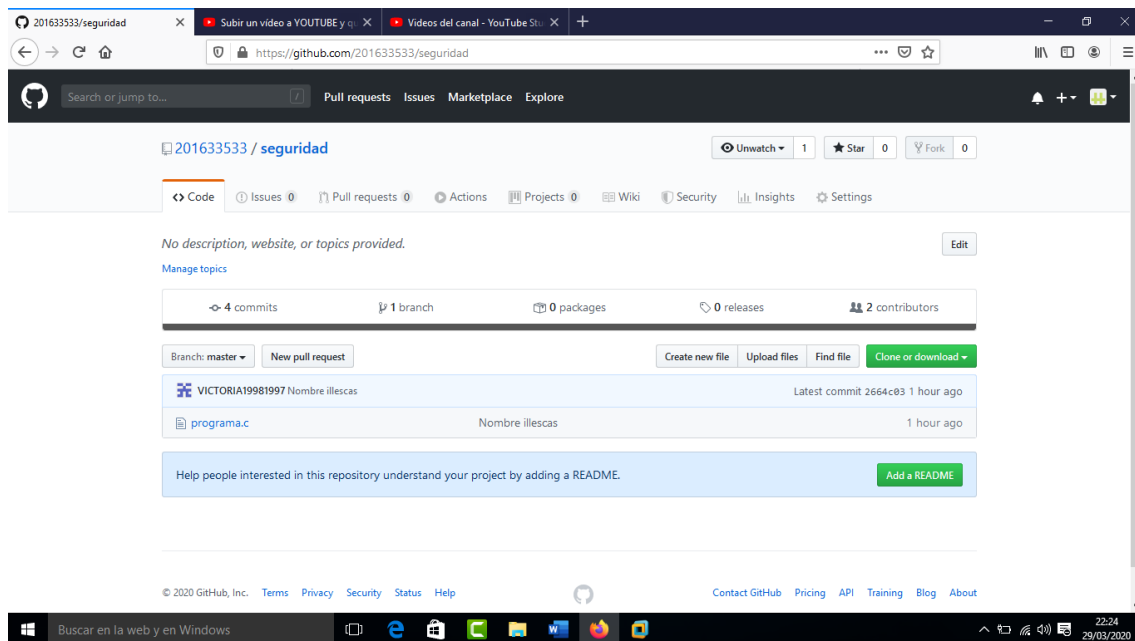 201633533/seguridad
Subir un vídeo a YOUTUBE y qu
Videos del canal - YouTube Stu
https://github.com/201633533/seguridad
Search or jump to... /
Pull requests Issues Marketplace Explore
201633533 / seguridad
Unwatch 1 Star 0 Fork 0
Code Issues 0 Pull requests 0 Actions Projects 0 Wiki Security Insights Settings
No description, website, or topics provided. Edit
Manage topics
4 commits 1 branch 0 packages 0 releases 2 contributors
Branch: master New pull request Create new file Upload files Find file Clone or download
VICTORIA19981997 Nombre illescas Latest commit 2664c03 1 hour ago
programa.c Nombre illescas 1 hour ago
Help people interested in this repository understand your project by adding a README. Add a README
© 2020 GitHub, Inc. Terms Privacy Security Status Help Contact GitHub Pricing API Training Blog About
Buscar en la web y en Windows
22:24
29/03/2020